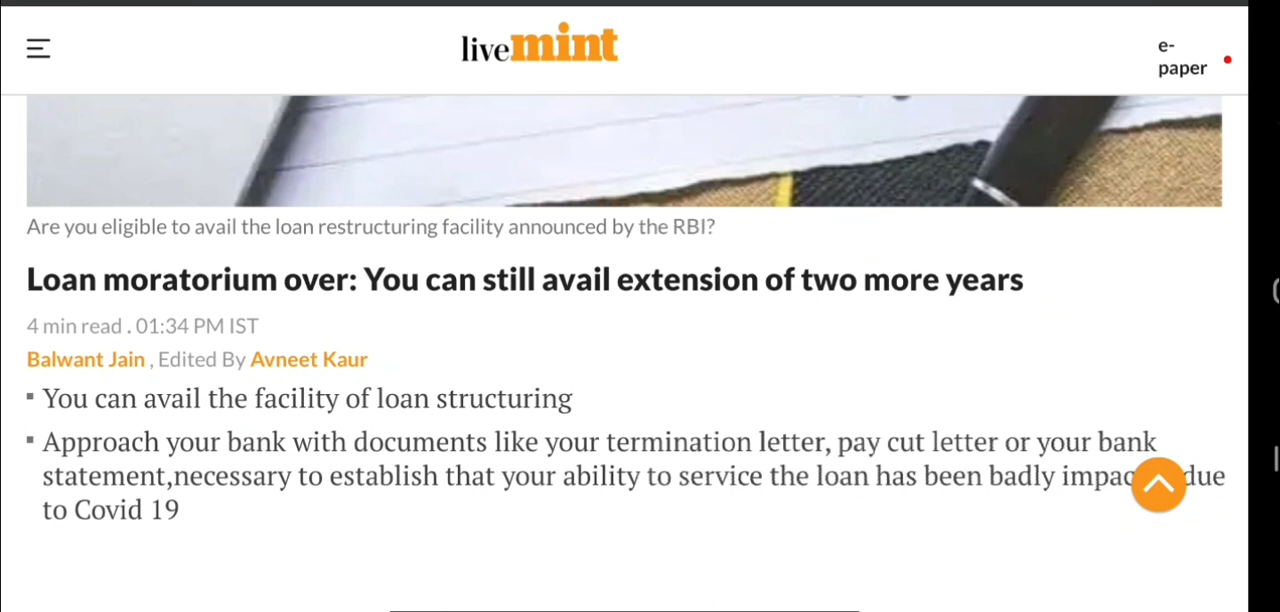 livemint
e-
paper
Are you eligible to avail the loan restructuring facility announced by the RBI?
Loan moratorium over: You can still avail extension of two more years
4 min read . 01:34 PM IST
Balwant Jain , Edited By Avneet Kaur
▪ You can avail the facility of loan structuring
▪ Approach your bank with documents like your termination letter, pay cut letter or your bank
statement,necessary to establish that your ability to service the loan has been badly due
to Covid 19